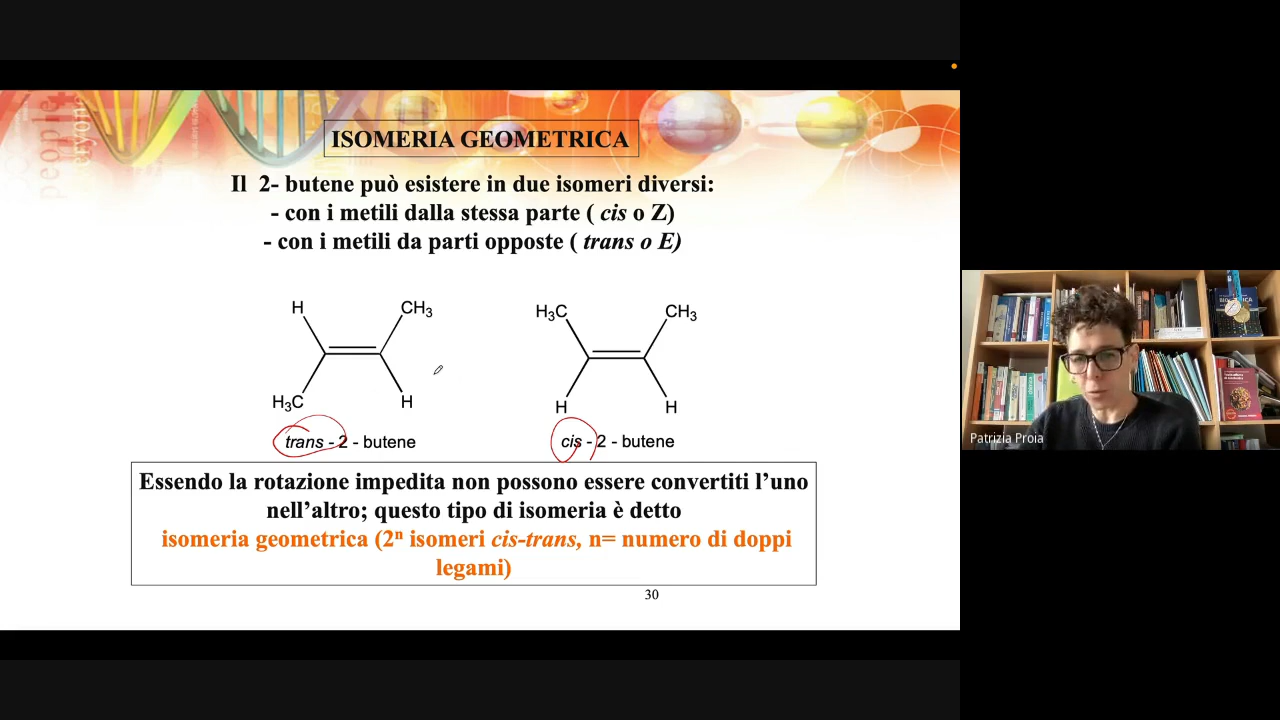 people
everyone
ISOMERIA GEOMETRICA
Il 2- butene può esistere in due isomeri diversi:
- con i metili dalla stessa parte ( cis o Z)
- con i metili da parti opposte ( trans o E)
H CH₃
H₃C H
trans - 2 - butene
H₃C CH₃
H H
cis - 2 - butene
Essendo la rotazione impedita non possono essere convertiti l’uno
nell’altro; questo tipo di isomeria è detto
isomeria geometrica (2ⁿ isomeri cis-trans, n= numero di doppi
legami)
30
Patrizia Proia